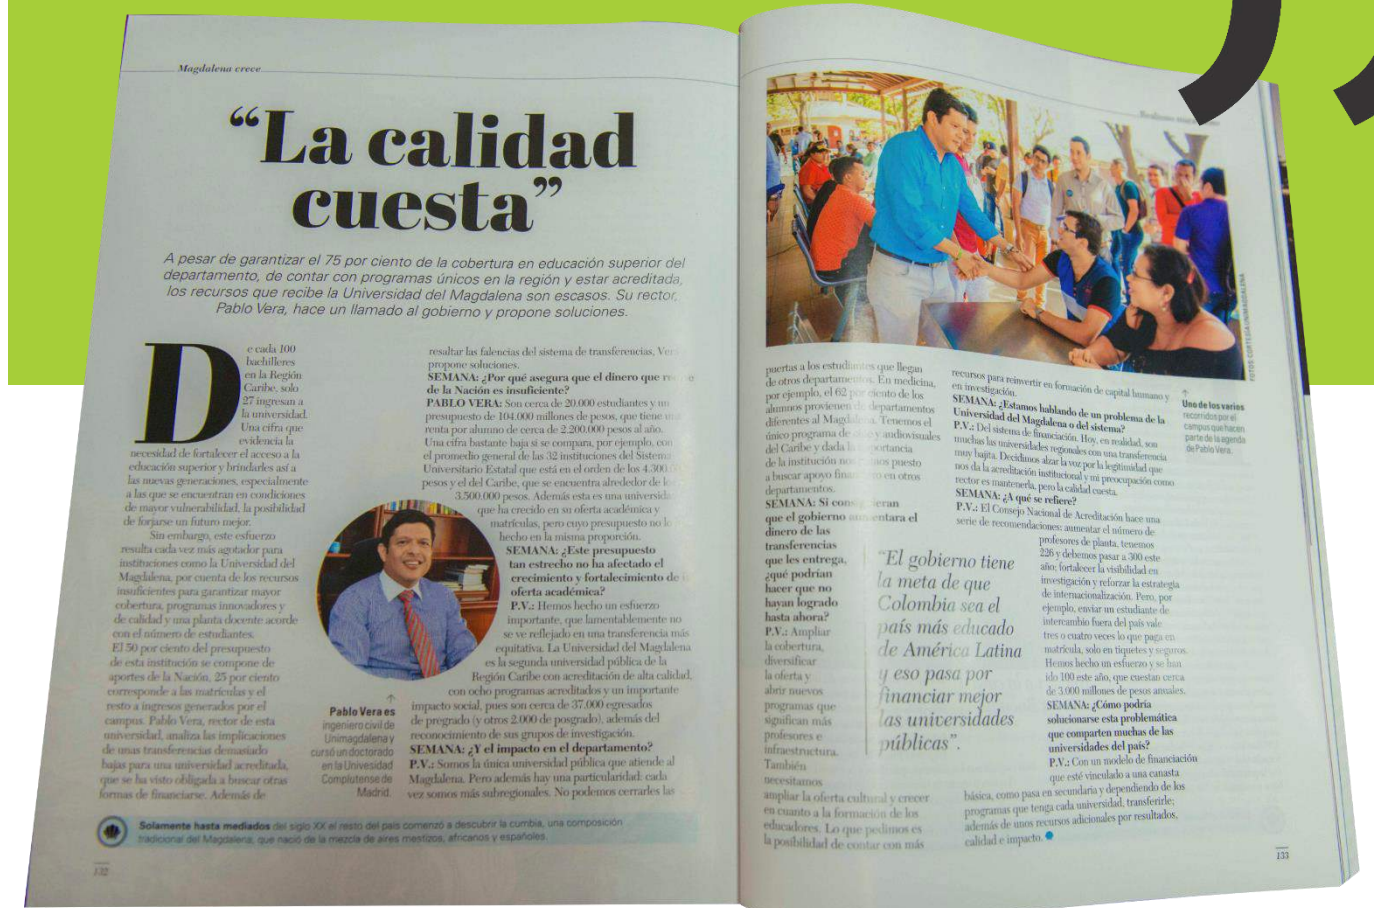 Magdalena crece
“La calidad
cuesta”
A pesar de garantizar el 75 por ciento de la cobertura en educación superior del
departamento, de contar con programas únicos en la región y estar acreditada,
los recursos que recibe la Universidad del Magdalena son escasos. Su rector,
Pablo Vera, hace un llamado al gobierno y propone soluciones.
De cada 100
bachilleres
en la Región
Caribe, solo
27 ingresan a
la universidad.
Una cifra que
evidencia la
necesidad de fortalecer el acceso a la
educación superior y brindarles así a
las nuevas generaciones, especialmente
a las que se encuentran en condiciones
de mayor vulnerabilidad, la posibilidad
de forjarse un futuro mejor.
Sin embargo, este esfuerzo
resulta cada vez más agotador para
instituciones como la Universidad del
Magdalena, por cuenta de los recursos
insuficientes para garantizar mayor
cobertura, programas innovadores y
de calidad y una planta docente acorde
con el número de estudiantes.
El 50 por ciento del presupuesto
de esta institución se compone de
aportes de la Nación, 25 por ciento
corresponde a las matrículas y el
resto a ingresos generados por el
campus. Pablo Vera, rector de esta
universidad, analiza las implicaciones
de unas transferencias demasiado
bajas para una universidad acreditada,
que se ha visto obligada a buscar otras
formas de financiarse. Además de
resaltar las falencias del sistema de transferencias, Vera
propone soluciones.
SEMANA: ¿Por qué asegura que el dinero que
de la Nación es insuficiente?
PABLO VERA: Son cerca de 20.000 estudiantes y un
presupuesto de 104.000 millones de pesos, que tiene una
renta por alumno de cerca de 2.200.000 pesos al año.
Una cifra bastante baja si se compara, por ejemplo, con
el promedio general de las 32 instituciones del Sistema
Universitario Estatal que está en el orden de los 4.300.
pesos y el del Caribe, que se encuentra alrededor de los
3.500.000 pesos. Además esta es una universidad
que ha crecido en su oferta académica y
matrículas, pero cuyo presupuesto no lo
hecho en la misma proporción.
SEMANA: ¿Este presupuesto
tan estrecho no ha afectado el
crecimiento y fortalecimiento de
oferta académica?
P.V.: Hemos hecho un esfuerzo
importante, que lamentablemente no
se ve reflejado en una transferencia más
equitativa. La Universidad del Magdalena
es la segunda universidad pública de la
Región Caribe con acreditación de alta calidad,
con ocho programas acreditados y un importante
impacto social, pues son cerca de 37.000 egresados
de pregrado (y otros 2.000 de posgrado), además del
reconocimiento de sus grupos de investigación.
SEMANA: ¿Y el impacto en el departamento?
P.V.: Somos la única universidad pública que atiende al
Magdalena. Pero además hay una particularidad: cada
vez somos más subregionales. No podemos cerrarles las
↑
Pablo Vera es
ingeniero civil de
Unimagdalena y
cursó un doctorado
en la Univesidad
Complutense de
Madrid.
Solamente hasta mediados del siglo XX el resto del país comenzó a descubrir la cumbia, una composición
tradicional del Magdalena, que nació de la mezcla de aires mestizos, africanos y españoles.
132
FOTOS: CORTESÍA UNIMAGDALENA
puertas a los estudiantes que llegan
de otros departamentos. En medicina,
por ejemplo, el 62 por ciento de los
alumnos provienen de departamentos
diferentes al Magdalena. Tenemos el
único programa de cine y audiovisuales
del Caribe y dada la importancia
de la institución nos hemos puesto
a buscar apoyo financiero en otros
departamentos.
SEMANA: Si consiguieran
que el gobierno aumentara el
dinero de las
transferencias
que les entrega,
¿qué podrían
hacer que no
hayan logrado
hasta ahora?
P.V.: Ampliar
la cobertura,
diversificar
la oferta y
abrir nuevos
programas que
significan más
profesores e
infraestructura.
También
necesitamos
ampliar la oferta cultural y crecer
en cuanto a la formación de los
educadores. Lo que pedimos es
la posibilidad de contar con más
“El gobierno tiene
la meta de que
Colombia sea el
país más educado
de América Latina
y eso pasa por
financiar mejor
las universidades
públicas”.
recursos para reinvertir en formación de capital humano y
en investigación.
SEMANA: ¿Estamos hablando de un problema de la
Universidad del Magdalena o del sistema?
P.V.: Del sistema de financiación. Hoy, en realidad, son
muchas las universidades regionales con una transferencia
muy bajita. Decidimos alzar la voz por la legitimidad que
nos da la acreditación institucional y mi preocupación como
rector es mantenerla, pero la calidad cuesta.
SEMANA: ¿A qué se refiere?
P.V.: El Consejo Nacional de Acreditación hace una
serie de recomendaciones: aumentar el número de
profesores de planta, tenemos
226 y debemos pasar a 300 este
año; fortalecer la visibilidad en
investigación y reforzar la estrategia
de internacionalización. Pero, por
ejemplo, enviar un estudiante de
intercambio fuera del país vale
tres o cuatro veces lo que paga en
matrícula, solo en tiquetes y seguros.
Hemos hecho un esfuerzo y se han
ido 100 este año, que cuestan cerca
de 3.000 millones de pesos anuales.
SEMANA: ¿Cómo podría
solucionarse esta problemática
que comparten muchas de las
universidades del país?
P.V.: Con un modelo de financiación
que esté vinculado a una canasta
básica, como pasa en secundaria y dependiendo de los
programas que tenga cada universidad, transferirle;
además de unos recursos adicionales por resultados,
calidad e impacto.
↑
Uno de los varios
recorridos por el
campus que hacen
parte de la agenda
de Pablo Vera.
133